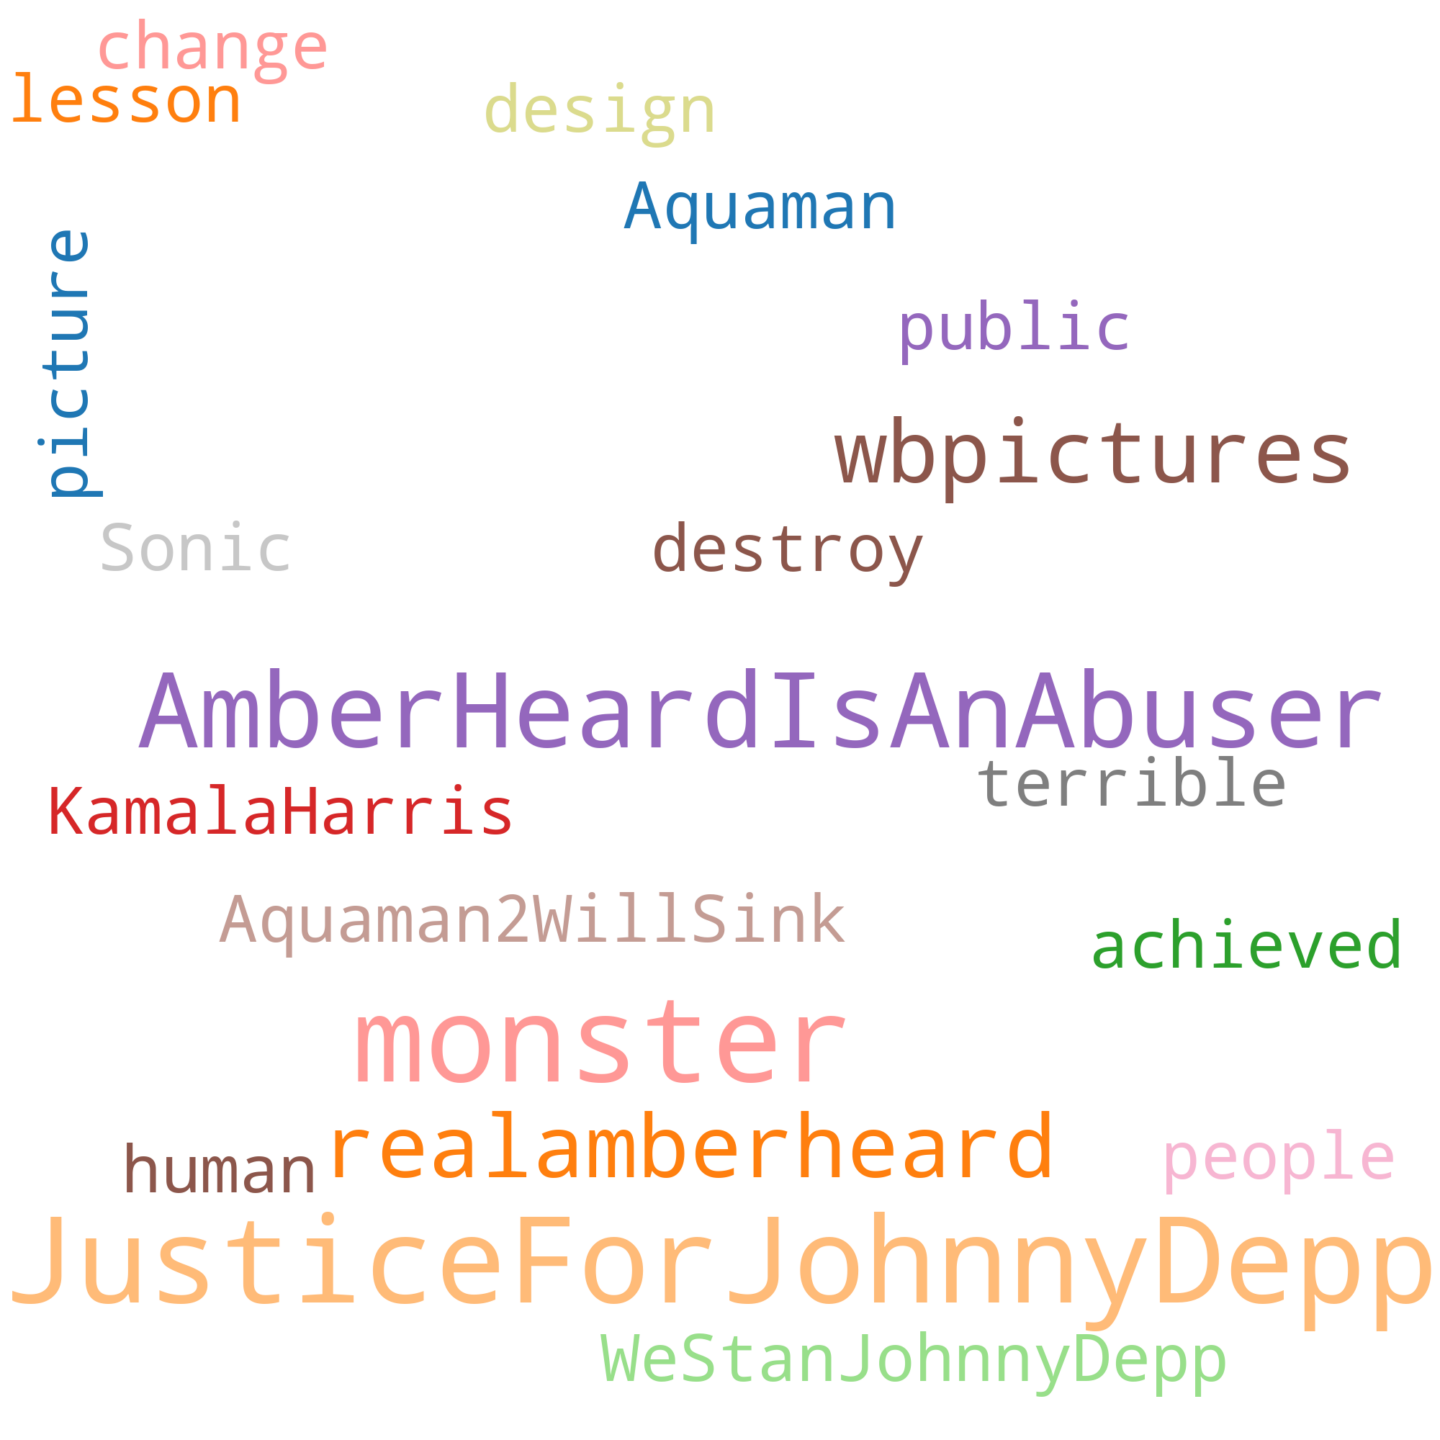 change
lesson
design
Aquaman
picture
public
wbpictures
Sonic
destroy
AmberHeardIsAnAbuser
terrible
KamalaHarris
Aquaman2WillSink
achieved
monster
realamberheard
human
people
JusticeForJohnnyDepp
WeStanJohnnyDepp